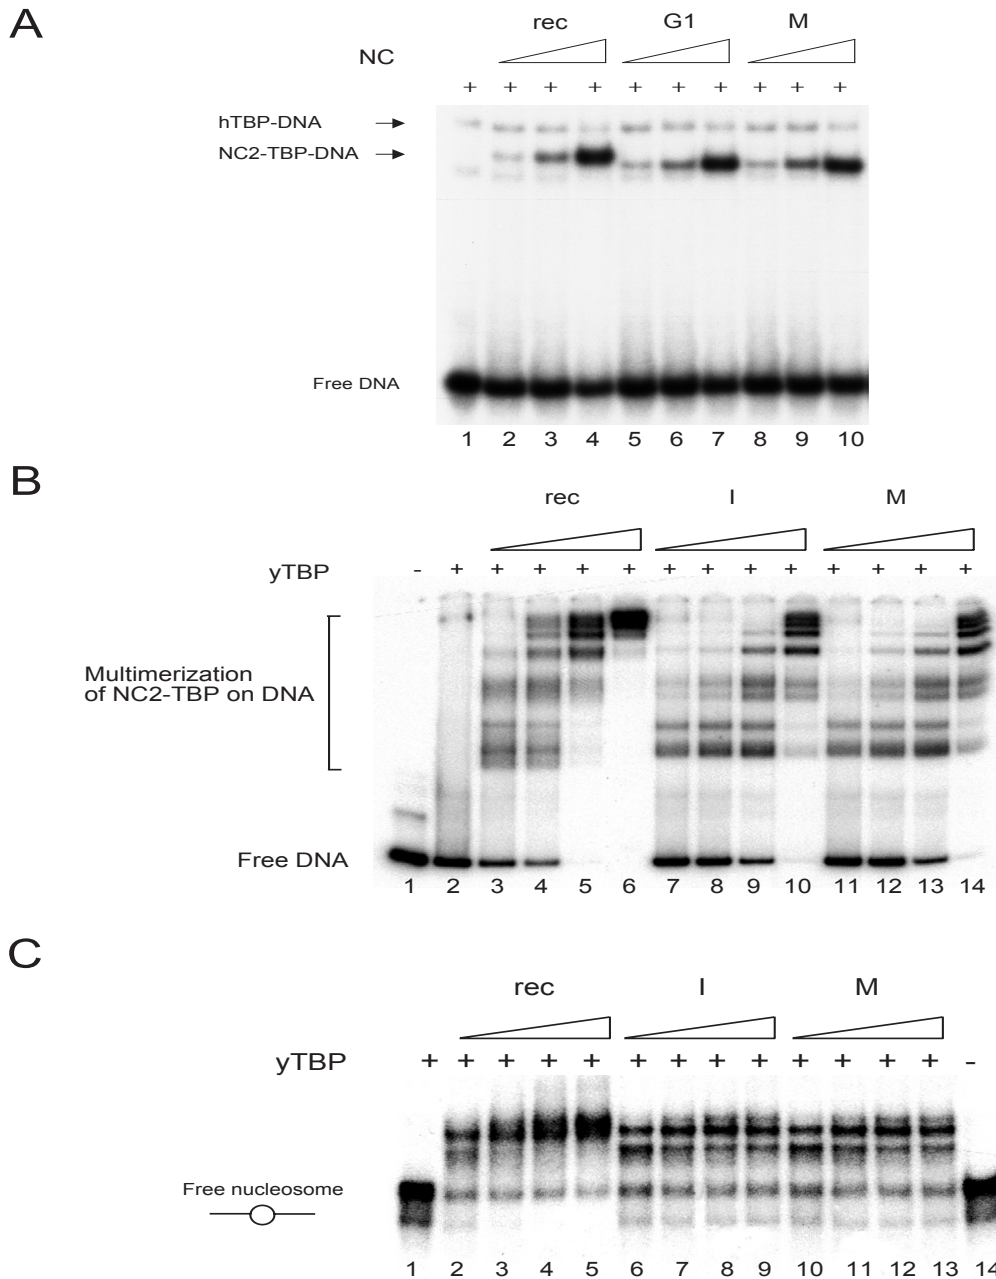 A
rec G1 M
NC
+ + + + + + + + + +
hTBP-DNA
NC2-TBP-DNA
Free DNA
1 2 3 4 5 6 7 8 9 10
B
rec I M
yTBP - + + + + + + + + + + + + +
Multimerization
of NC2-TBP on DNA
Free DNA
1 2 3 4 5 6 7 8 9 10 11 12 13 14
C
rec I M
yTBP + + + + + + + + + + + + + -
Free nucleosome
1 2 3 4 5 6 7 8 9 10 11 12 13 14